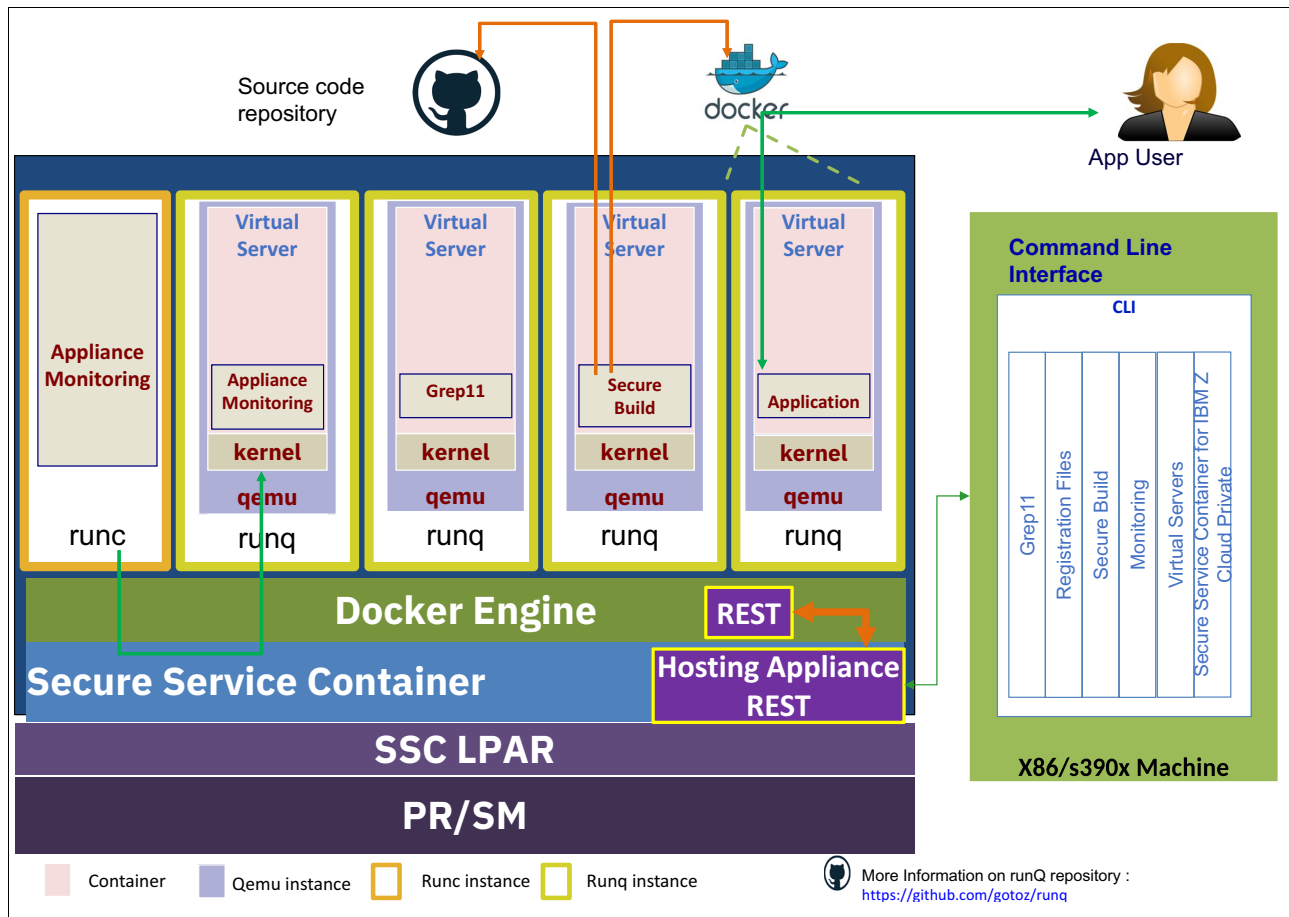 Source code
repository
docker
App User
Appliance
Monitoring
runc
Virtual
Server
Appliance
Monitoring
kernel
qemu
runq
Virtual
Server
Grep11
kernel
qemu
runq
Virtual
Server
Secure
Build
kernel
qemu
runq
Virtual
Server
Application
kernel
qemu
runq
Docker Engine
REST
Secure Service Container
Hosting Appliance
REST
SSC LPAR
PR/SM
Command Line
Interface
CLI
Grep11
Registration Files
Secure Build
Monitoring
Virtual Servers
Secure Service Container for IBM Z
Cloud Private
X86/s390x Machine
Container
Qemu instance
Runc instance
Runq instance
More Information on runQ repository :
https://github.com/gotoz/runq